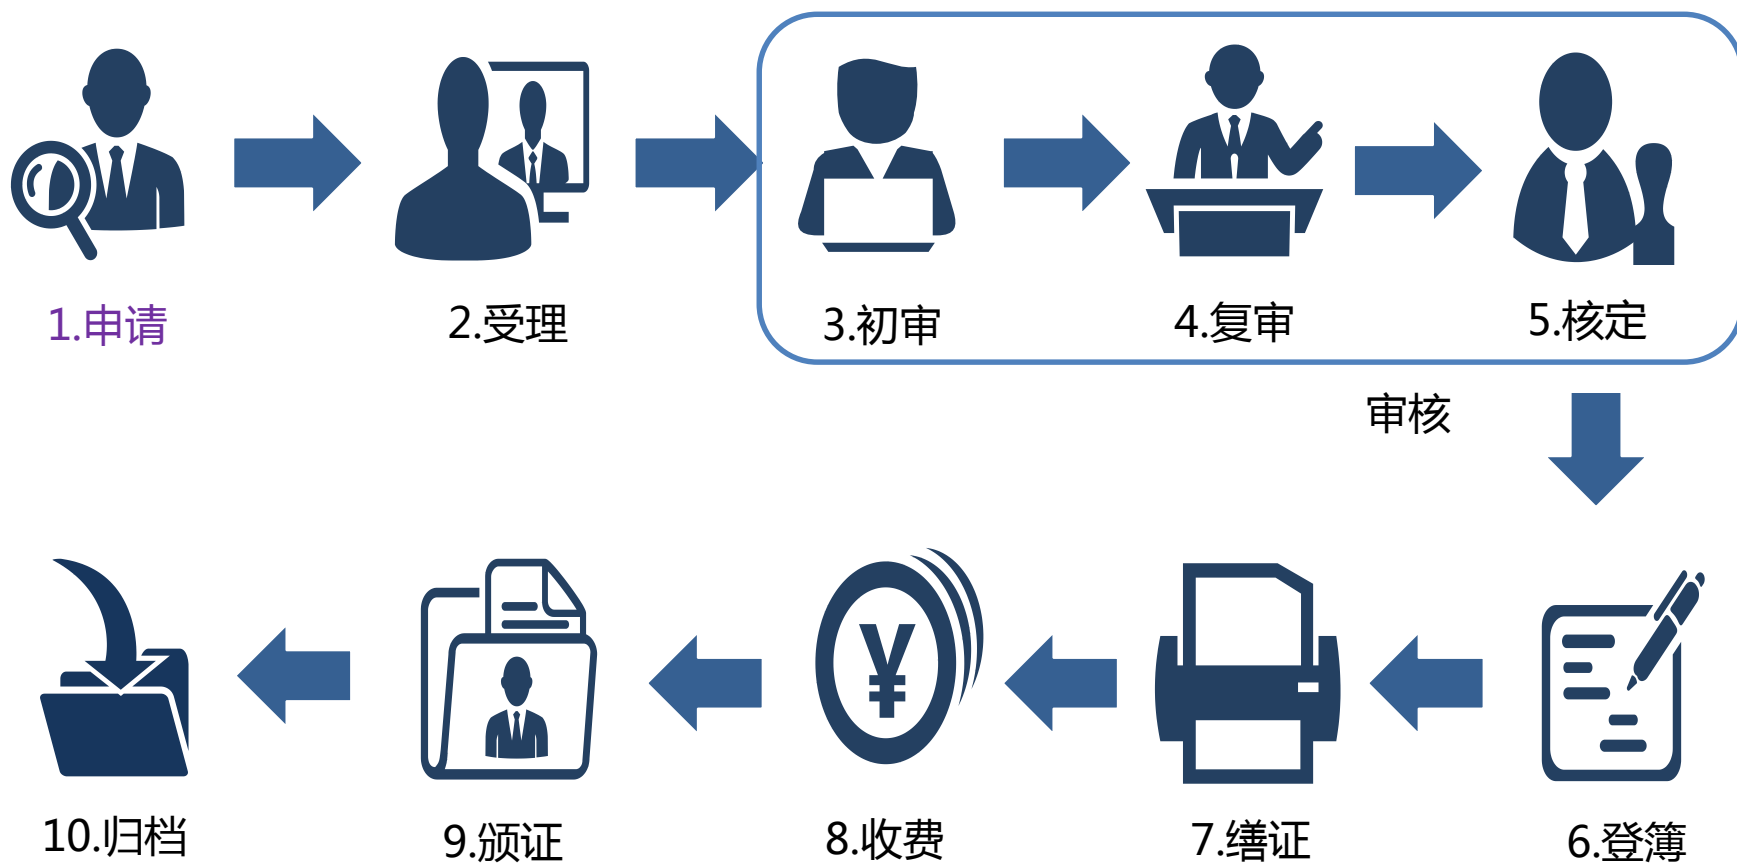 1.申请
2.受理
3.初审
4.复审
5.核定
审核
6.登簿
7.缮证
8.收费
¥
9.颁证
10.归档